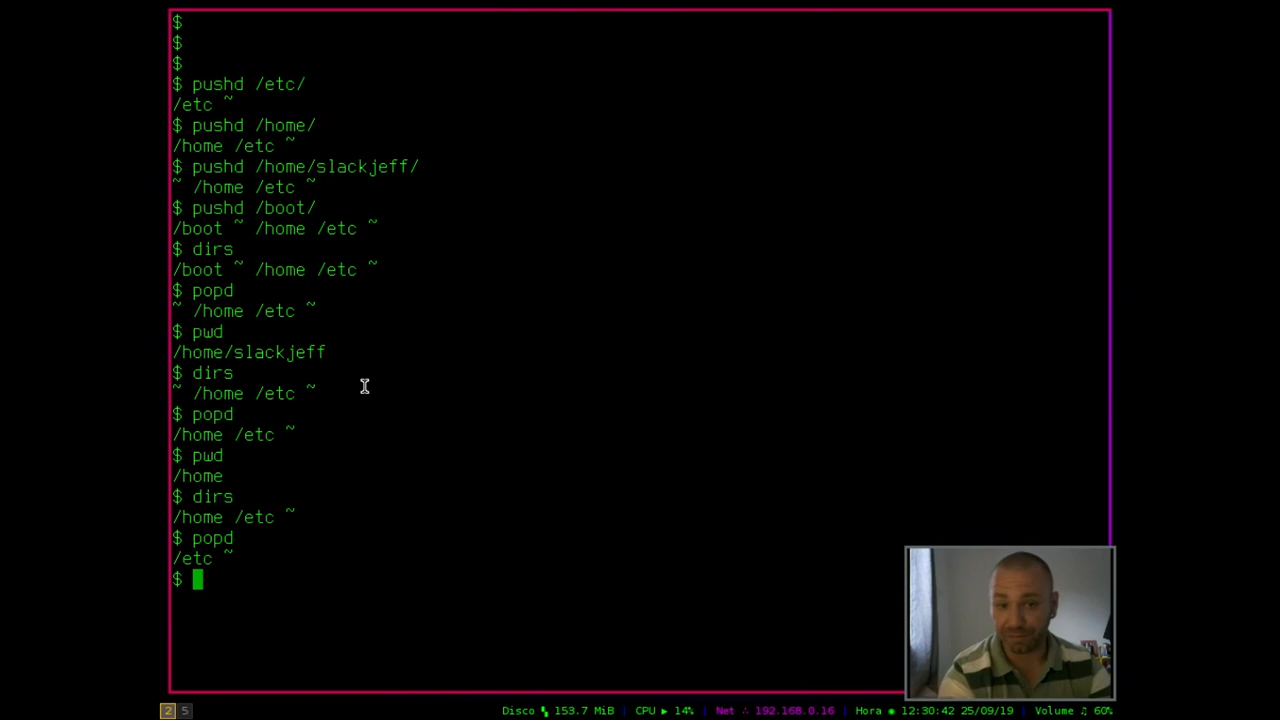 $
$
$
$ pushd /etc/
/etc ~
$ pushd /home/
/home /etc ~
$ pushd /home/slackjeff/
~ /home /etc ~
$ pushd /boot/
/boot ~ /home /etc ~
$ dirs
/boot ~ /home /etc ~
$ popd
~ /home /etc ~
$ pwd
/home/slackjeff
$ dirs
~ /home /etc ~
$ popd
/home /etc ~
$ pwd
/home
$ dirs
/home /etc ~
$ popd
/etc ~
$
2 5 Disco ▚ 153.7 MiB | CPU ▶ 14% | Net ∴ 192.168.0.16 | Hora ◉ 12:30:42 25/09/19 | Volume ♫ 60%